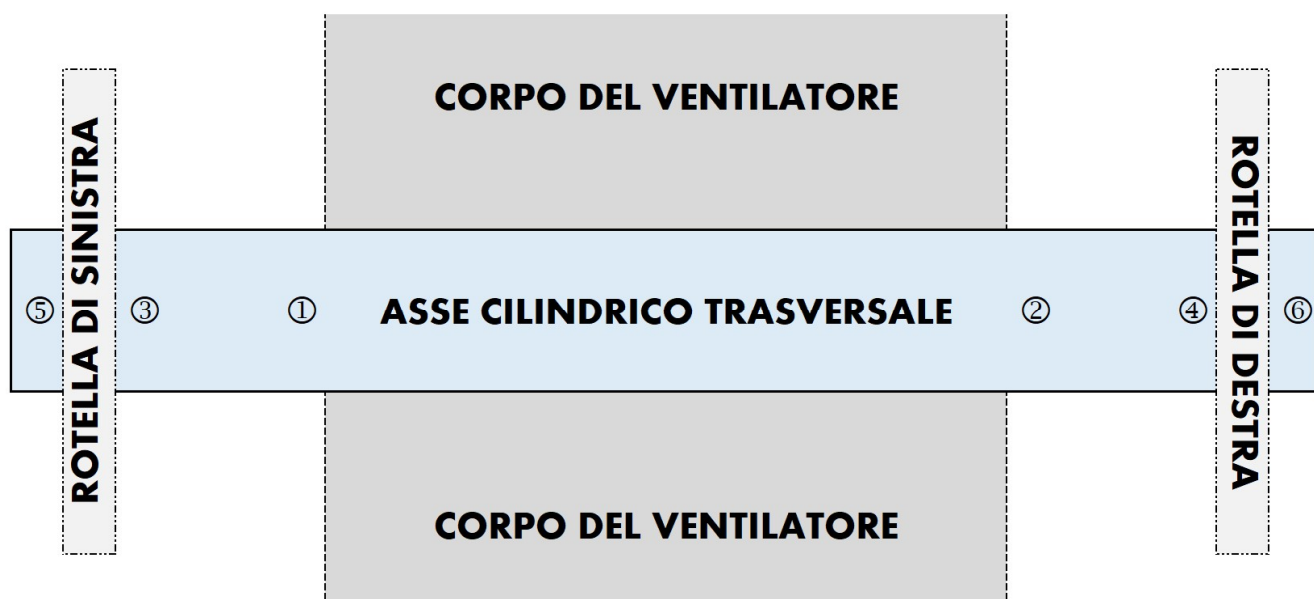 CORPO DEL VENTILATORE
ROTELLA DI SINISTRA
ROTELLA DI DESTRA
⑤ ③ ① ASSE CILINDRICO TRASVERSALE ② ④ ⑥
CORPO DEL VENTILATORE